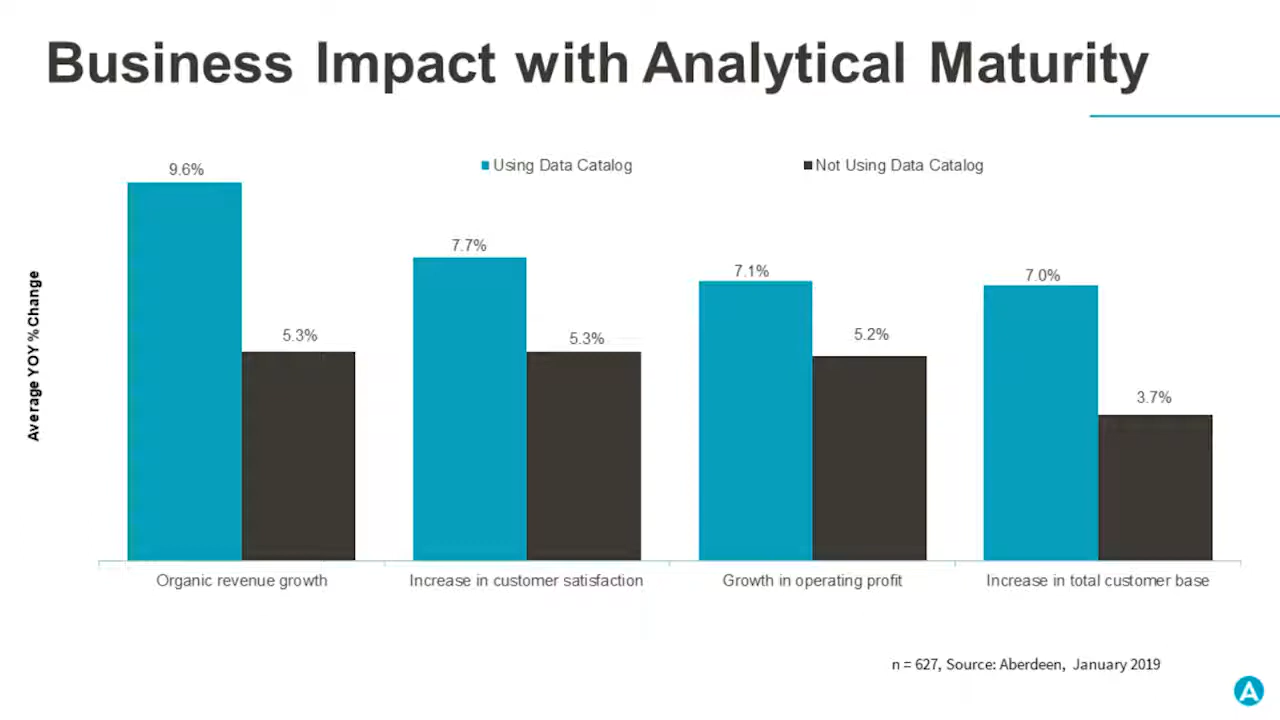 Business Impact with Analytical Maturity
Using Data Catalog
Not Using Data Catalog
Average YOY % Change
9.6%
5.3%
7.7%
5.3%
7.1%
5.2%
7.0%
3.7%
Organic revenue growth
Increase in customer satisfaction
Growth in operating profit
Increase in total customer base
n = 627, Source: Aberdeen, January 2019
A